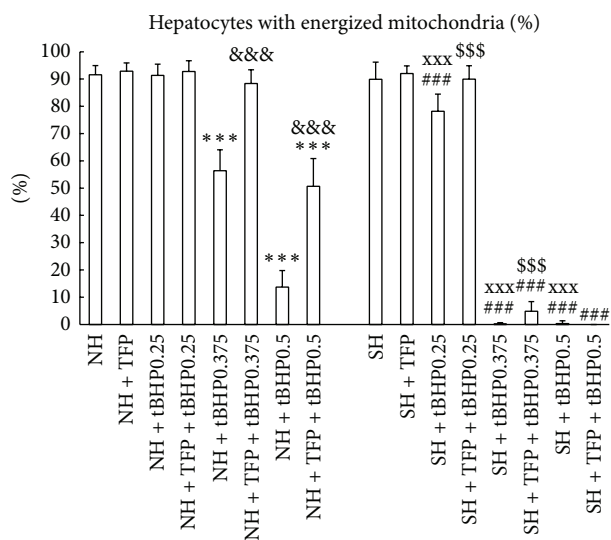 Hepatocytes with energized mitochondria (%)
(%)
100
90
80
70
60
50
40
30
20
10
0
***
&&&
***
&&&
***
xxx
###
$$$
xxx
###
$$$
###
xxx
###
###
NH
NH + TFP
NH + tBHP0.25
NH + TFP + tBHP0.25
NH + tBHP0.375
NH + TFP + tBHP0.375
NH + tBHP0.5
NH + TFP + tBHP0.5
SH
SH + TFP
SH + tBHP0.25
SH + TFP + tBHP0.25
SH + tBHP0.375
SH + TFP + tBHP0.375
SH + tBHP0.5
SH + TFP + tBHP0.5